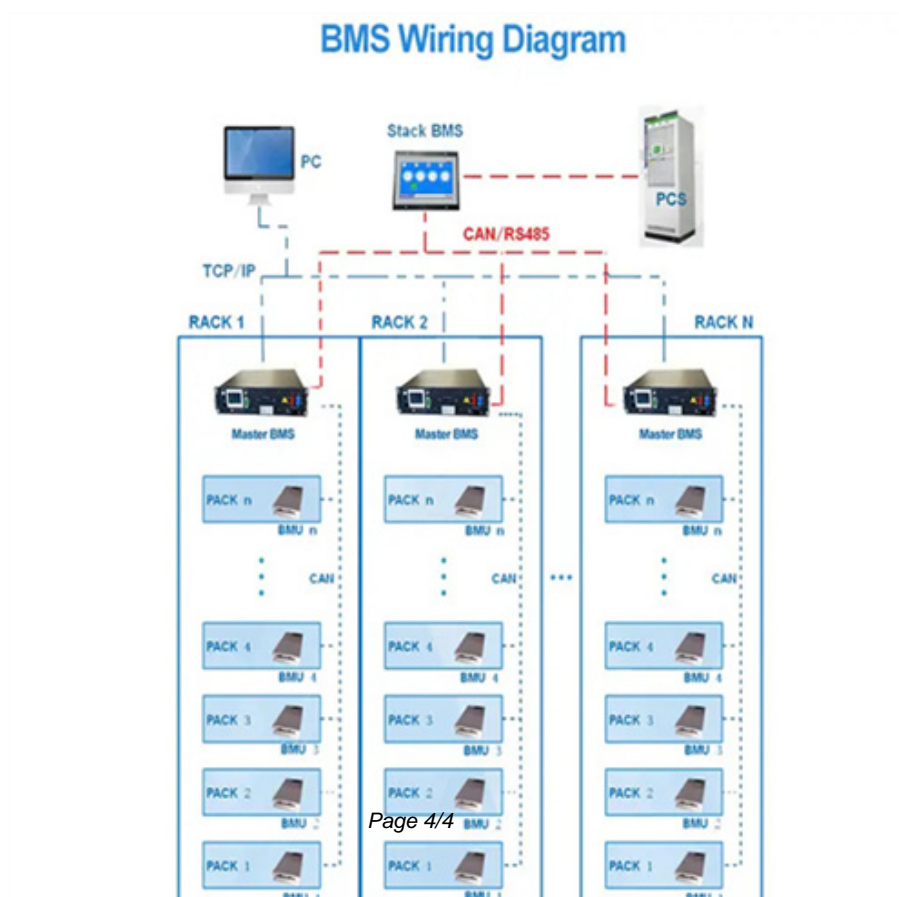 BMS Wiring Diagram
Stack BMS
PC
PCS
CAN/RS485
TCP/IP
RACK 1
RACK 2
RACK N
Master BMS
Master BMS
Master BMS
PACK n
PACK n
PACK n
BMU n
BMU n
BMU n
CAN
CAN
CAN
PACK 4
PACK 4
PACK 4
BMU 4
BMU 4
BMU 4
PACK 3
PACK 3
PACK 3
BMU 3
BMU 3
BMU 3
PACK 2
PACK 2
PACK 2
BMU 2
Page 4/4
BMU 2
BMU 2
PACK 1
PACK 1
PACK 1